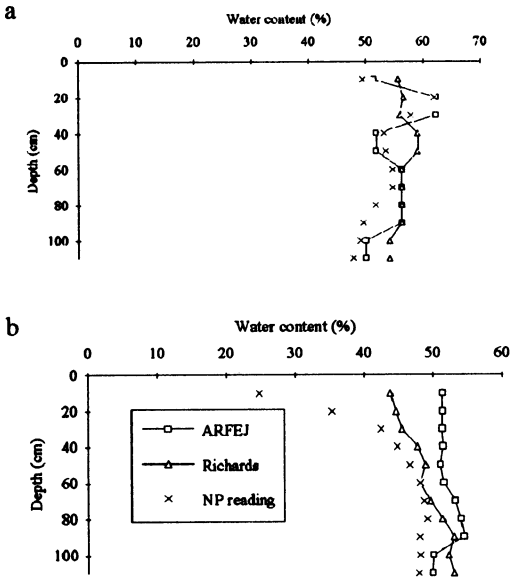 a
Water content (%)
0 10 20 30 40 50 60 70
0
20
40
60
80
100
Depth (cm)
b
Water content (%)
0 10 20 30 40 50 60
0
20
40
60
80
100
Depth (cm)
ARFEJ
Richards
NP reading